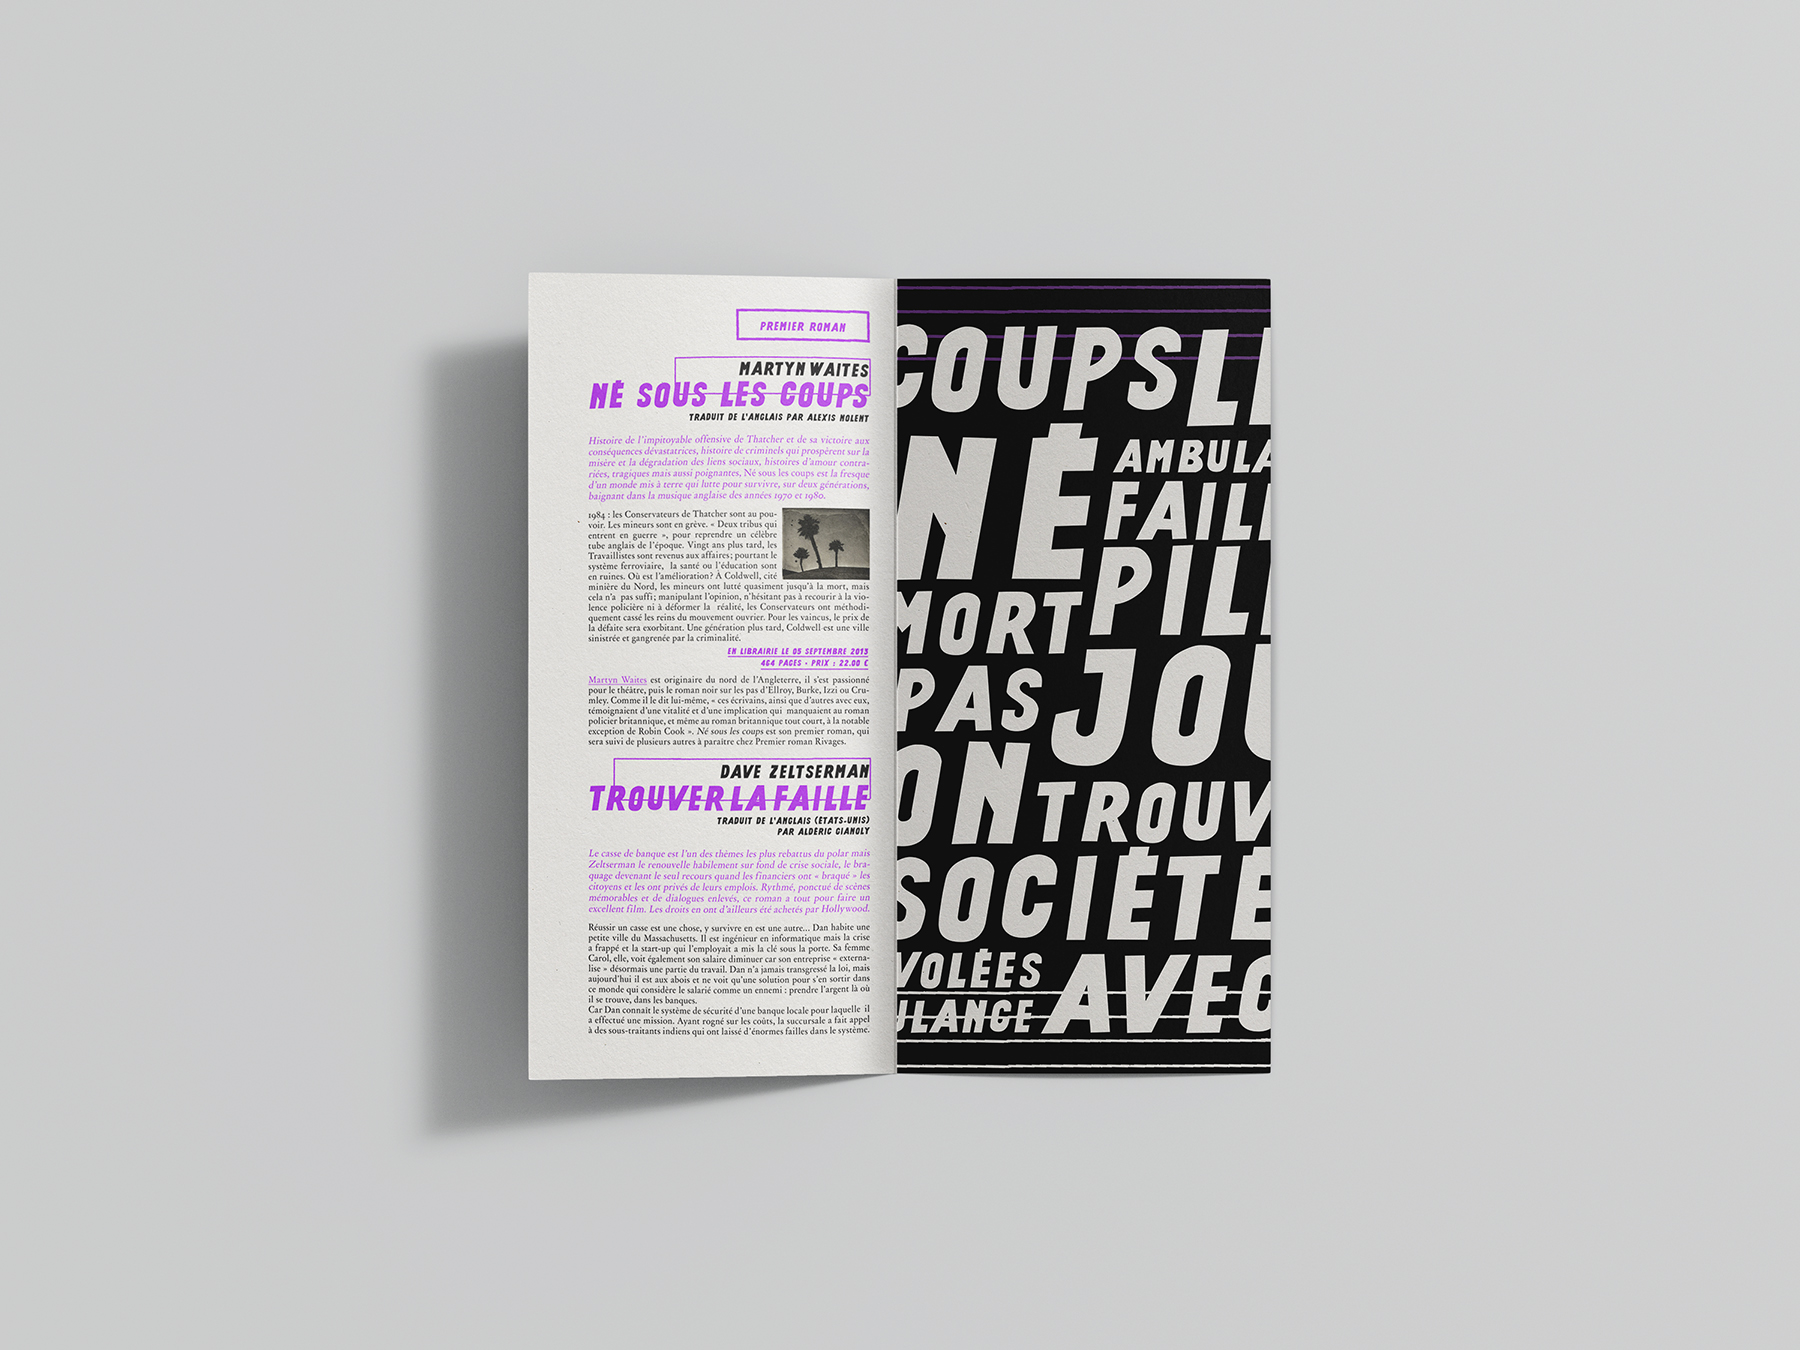 PREMIER ROMAN
MARTYN WAITES
NÉ SOUS LES COUPS
TRADUIT DE L'ANGLAIS PAR ALEXIS NOLENT
Histoire de l'impitoyable offensive de Thatcher et de sa victoire aux
conséquences dévastatrices, histoire de criminels qui prospèrent sur la
misère et la dégradation des liens sociaux, histoires d'amour contra-
riées, tragiques mais aussi poignantes, Né sous les coups est la fresque
d'un monde mis à terre qui lutte pour survivre, sur deux générations,
baignant dans la musique anglaise des années 1970 et 1980.
1984 : les Conservateurs de Thatcher sont au pou-
voir. Les mineurs sont en grève. « Deux tribus qui
entrent en guerre », pour reprendre un célèbre
tube anglais de l'époque. Vingt ans plus tard, les
Travaillistes sont revenus aux affaires; pourtant le
système ferroviaire, la santé ou l'éducation sont
en ruines. Où est l'amélioration? À Coldwell, cité
minière du Nord, les mineurs ont lutté quasiment jusqu'à la mort, mais
cela n'a pas suffi; manipulant l'opinion, n'hésitant pas à recourir à la vio-
lence policière ni à déformer la réalité, les Conservateurs ont méthodi-
quement cassé les reins du mouvement ouvrier. Pour les vaincus, le prix de
la défaite sera exorbitant. Une génération plus tard, Coldwell est une ville
sinistrée et gangrenée par la criminalité.
EN LIBRAIRIE LE 05 SEPTEMBRE 2013
464 PAGES - PRIX : 22.00 €
Martyn Waites est originaire du nord de l'Angleterre, il s'est passionné
pour le théâtre, puis le roman noir sur les pas d'Ellroy, Burke, Izzi ou Cru-
mley. Comme il le dit lui-même, « ces écrivains, ainsi que d'autres avec eux,
témoignaient d'une vitalité et d'une implication qui manquaient au roman
policier britannique, et même au roman britannique tout court, à la notable
exception de Robin Cook ». Né sous les coups est son premier roman, qui
sera suivi de plusieurs autres à paraître chez Premier roman Rivages.
DAVE ZELTSERMAN
TROUVER LA FAILLE
TRADUIT DE L'ANGLAIS (ÉTATS-UNIS)
PAR ALDÉRIC GIANOLY
Le casse de banque est l'un des thèmes les plus rebattus du polar mais
Zeltserman le renouvelle habilement sur fond de crise sociale, le bra-
quage devenant le seul recours quand les financiers ont « braqué » les
citoyens et les ont privés de leurs emplois. Rythmé, ponctué de scènes
mémorables et de dialogues enlevés, ce roman a tout pour faire un
excellent film. Les droits en ont d'ailleurs été achetés par Hollywood.
Réussir un casse est une chose, y survivre en est une autre... Dan habite une
petite ville du Massachusetts. Il est ingénieur en informatique mais la crise
a frappé et la start-up qui l'employait a mis la clé sous la porte. Sa femme
Carol, elle, voit également son salaire diminuer car son entreprise « externa-
lise » désormais une partie du travail. Dan n'a jamais transgressé la loi, mais
aujourd'hui il est aux abois et ne voit qu'une solution pour s'en sortir dans
ce monde qui considère le salarié comme un ennemi : prendre l'argent là où
il se trouve, dans les banques.
Car Dan connaît le système de sécurité d'une banque locale pour laquelle il
a effectué une mission. Ayant rogné sur les coûts, la succursale a fait appel
à des sous-traitants indiens qui ont laissé d'énormes failles dans le système.
COUPS L
NÉ
AMBULA
FAILL
PIL
MORT
PAS
JOU
ON
TROUV
SOCIÉTÉ
VOLÉES
ULANCE
AVEC